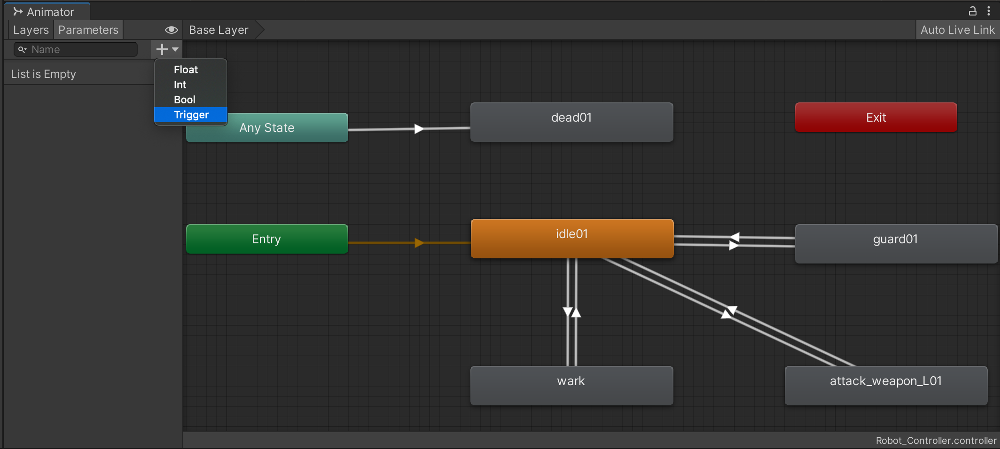 Animator
Layers Parameters
Base Layer
Auto Live Link
Name
List is Empty
Float
Int
Bool
Trigger
Any State
dead01
Exit
Entry
idle01
guard01
wark
attack_weapon_L01
Robot_Controller.controller